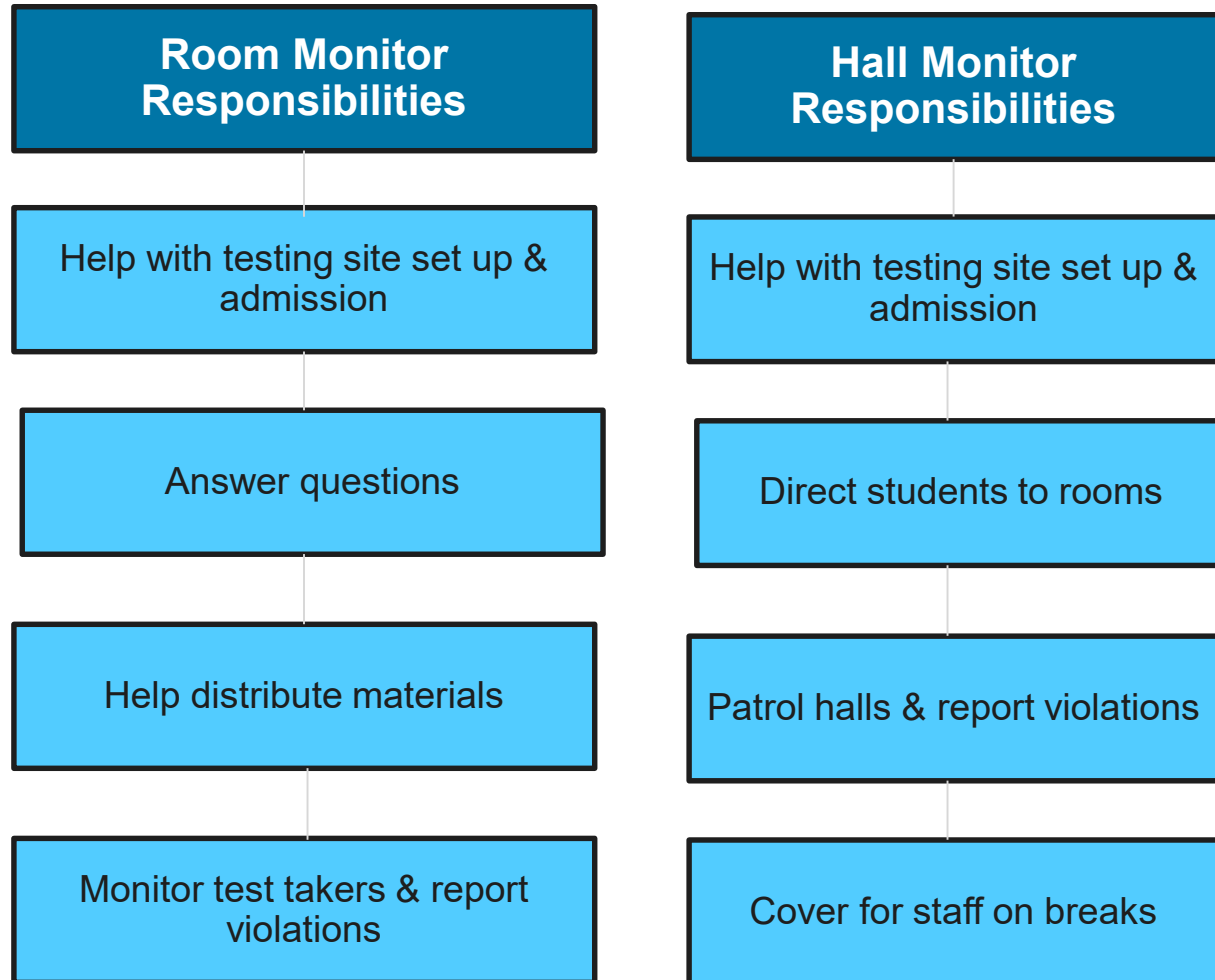 Room Monitor
Responsibilities
Help with testing site set up &
admission
Answer questions
Help distribute materials
Monitor test takers & report
violations
Hall Monitor
Responsibilities
Help with testing site set up &
admission
Direct students to rooms
Patrol halls & report violations
Cover for staff on breaks